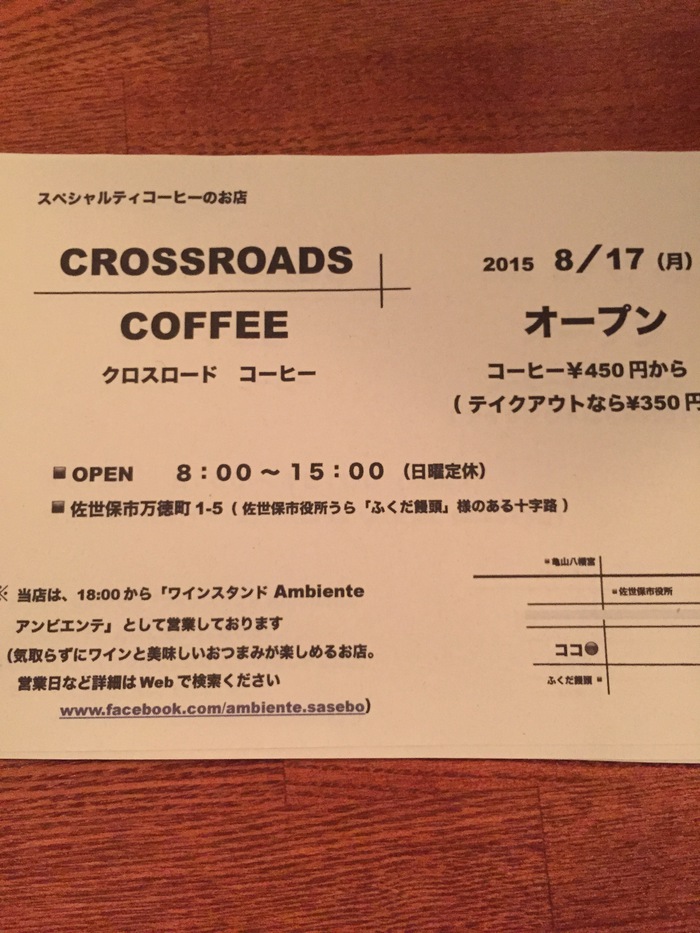 スペシャルティコーヒーのお店
CROSSROADS
COFFEE
クロスロード　コーヒー
2015 8／17（月）
オープン
コーヒー¥450円から
（テイクアウトなら¥350円
■ OPEN　8：00～15：00（日曜定休）
■ 佐世保市万徳町1-5（佐世保市役所うら「ふくだ饅頭」様のある十字路）
※ 当店は、18:00から「ワインスタンド Ambiente
アンビエンテ」として営業しております
（気取らずにワインと美味しいおつまみが楽しめるお店。
営業日など詳細はWebで検索ください
www.facebook.com/ambiente.sasebo）
■亀山八幡宮
■佐世保市役所
ココ
ふくだ饅頭■